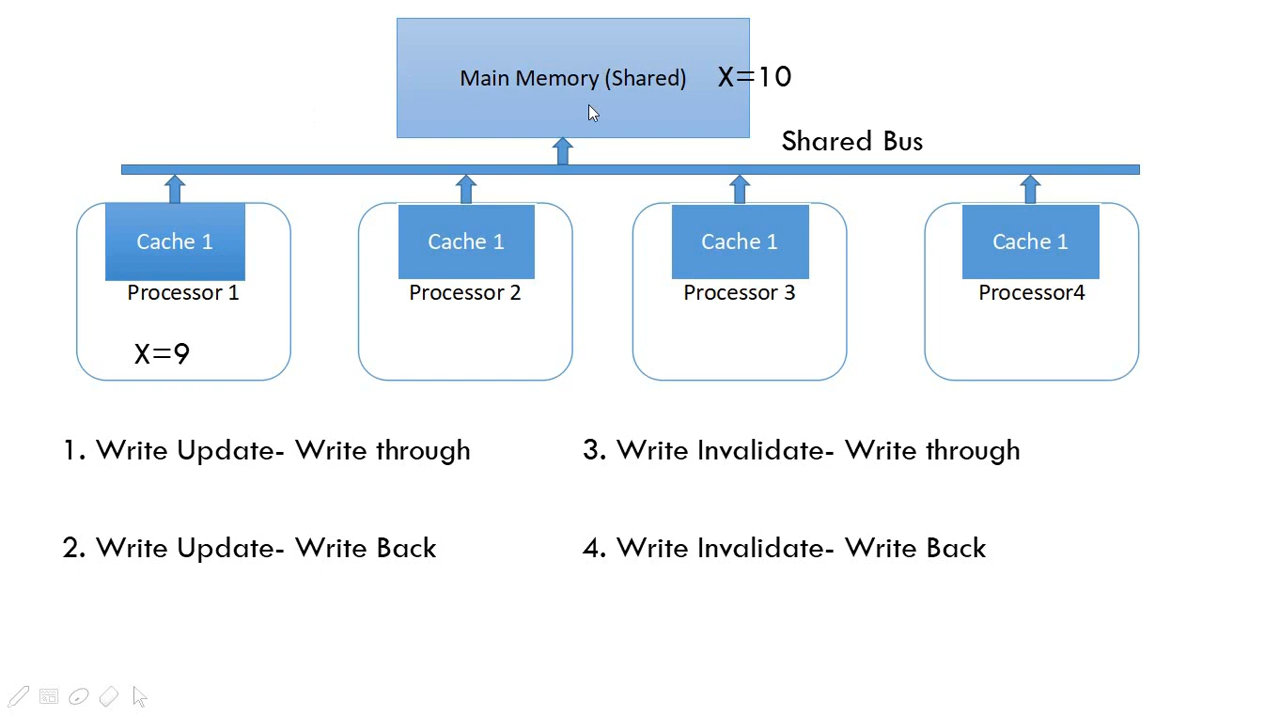 Main Memory (Shared) X=10
Shared Bus
Cache 1 Cache 1 Cache 1 Cache 1
Processor 1 Processor 2 Processor 3 Processor4
X=9
1. Write Update- Write through
3. Write Invalidate- Write through
2. Write Update- Write Back
4. Write Invalidate- Write Back